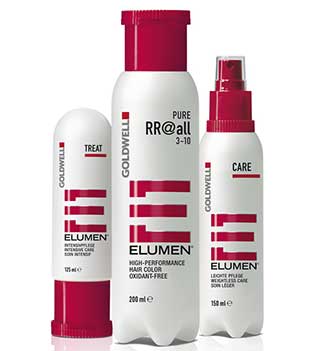 TREAT
GOLDWELL
ELUMEN®
INTENSIVPFLEGE
INTENSIVE CARE
SOIN INTENSIF
125 ml ℮
PURE
RR@all
3-10
GOLDWELL
ELUMEN®
HIGH-PERFORMANCE
HAIR COLOR
OXIDANT-FREE
200 ml ℮
CARE
GOLDWELL
ELUMEN®
LEICHTE PFLEGE
WEIGHTLESS CARE
SOIN LÉGER
150 ml ℮